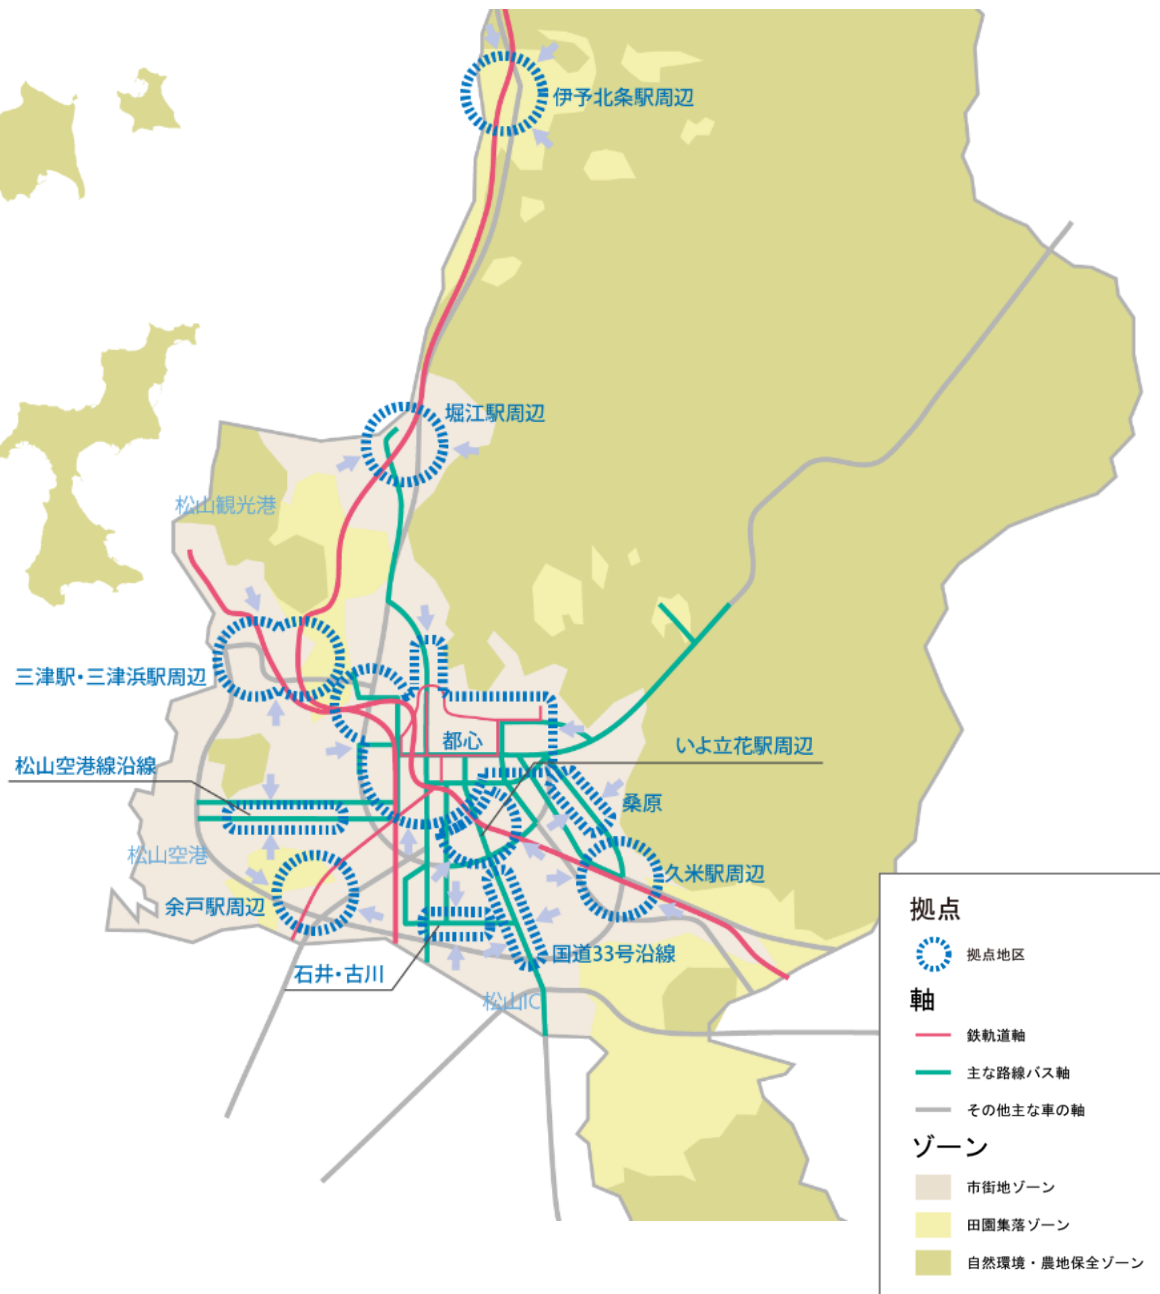 伊予北条駅周辺
堀江駅周辺
松山観光港
三津駅・三津浜駅周辺
都心
いよ立花駅周辺
松山空港線沿線
桑原
松山空港
久米駅周辺
余戸駅周辺
国道33号沿線
石井・古川
松山IC
拠点
拠点地区
軸
鉄軌道軸
主な路線バス軸
その他主な車の軸
ゾーン
市街地ゾーン
田園集落ゾーン
自然環境・農地保全ゾーン